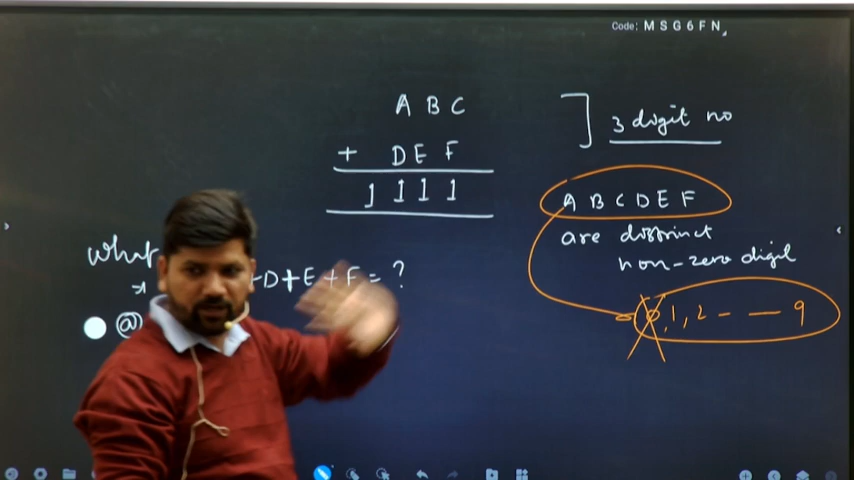 Code: M S G 6 F N
A B C
+ D E F
1 1 1 1
] 3 digit no
A B C D E F
are distinct
non-zero digit
0, 1, 2 - - 9
what
+D+E+F = ?
@